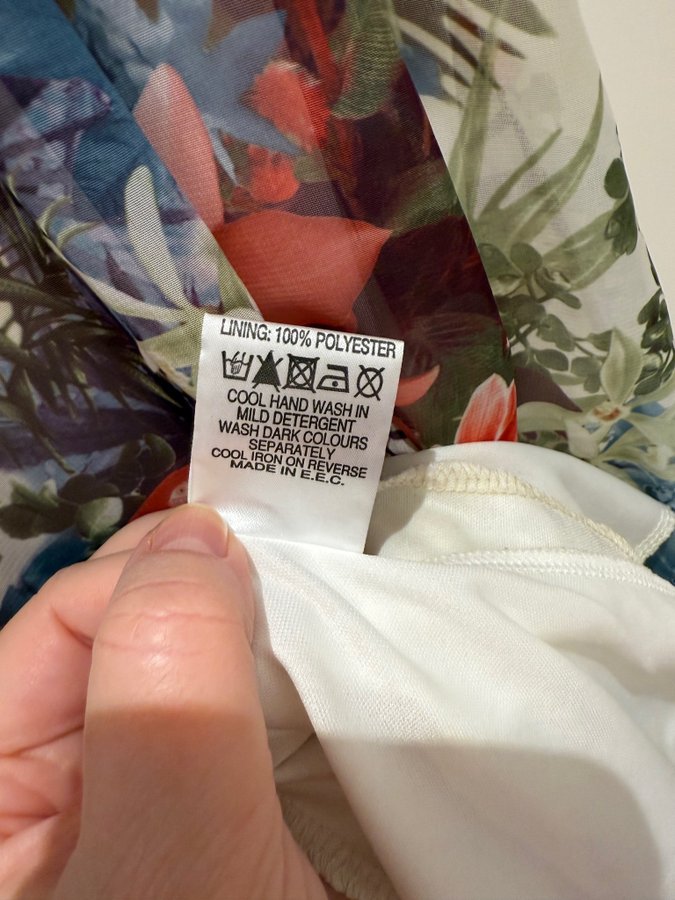 LINING: 100% POLYESTER
COOL HAND WASH IN
MILD DETERGENT
WASH DARK COLOURS
SEPARATELY
COOL IRON ON REVERSE
MADE IN E.E.C.